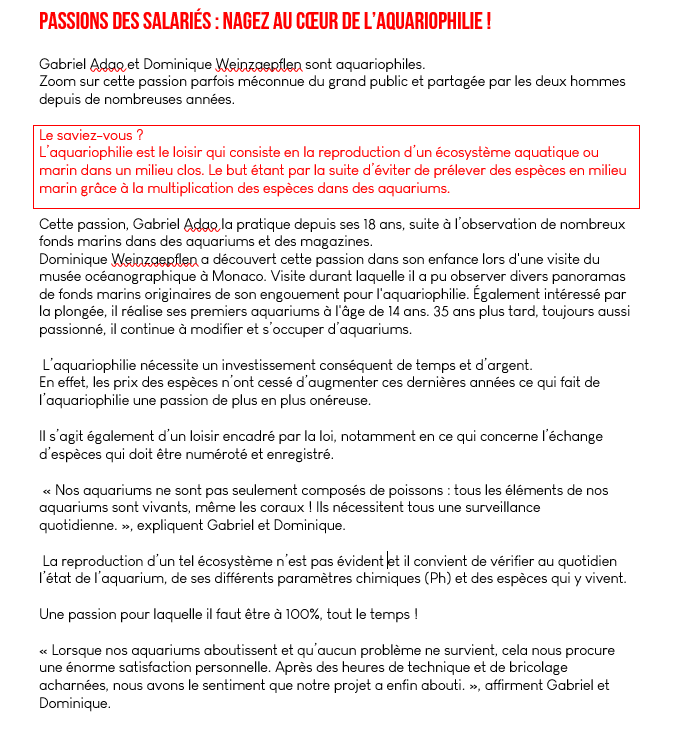 PASSIONS DES SALARIÉS : NAGEZ AU CŒUR DE L'AQUARIOPHILIE !
Gabriel Adao et Dominique Weinzaepflen sont aquariophiles.
Zoom sur cette passion parfois méconnue du grand public et partagée par les deux hommes
depuis de nombreuses années.
Le saviez-vous ?
L'aquariophilie est le loisir qui consiste en la reproduction d'un écosystème aquatique ou
marin dans un milieu clos. Le but étant par la suite d'éviter de prélever des espèces en milieu
marin grâce à la multiplication des espèces dans des aquariums.
Cette passion, Gabriel Adao la pratique depuis ses 18 ans, suite à l'observation de nombreux
fonds marins dans des aquariums et des magazines.
Dominique Weinzaepflen a découvert cette passion dans son enfance lors d'une visite du
musée océanographique à Monaco. Visite durant laquelle il a pu observer divers panoramas
de fonds marins originaires de son engouement pour l'aquariophilie. Également intéressé par
la plongée, il réalise ses premiers aquariums à l'âge de 14 ans. 35 ans plus tard, toujours aussi
passionné, il continue à modifier et s'occuper d'aquariums.
L'aquariophilie nécessite un investissement conséquent de temps et d'argent.
En effet, les prix des espèces n'ont cessé d'augmenter ces dernières années ce qui fait de
l'aquariophilie une passion de plus en plus onéreuse.
Il s'agit également d'un loisir encadré par la loi, notamment en ce qui concerne l'échange
d'espèces qui doit être numéroté et enregistré.
« Nos aquariums ne sont pas seulement composés de poissons : tous les éléments de nos
aquariums sont vivants, même les coraux ! Ils nécessitent tous une surveillance
quotidienne. », expliquent Gabriel et Dominique.
La reproduction d'un tel écosystème n'est pas évident et il convient de vérifier au quotidien
l'état de l'aquarium, de ses différents paramètres chimiques (Ph) et des espèces qui y vivent.
Une passion pour laquelle il faut être à 100%, tout le temps !
« Lorsque nos aquariums aboutissent et qu'aucun problème ne survient, cela nous procure
une énorme satisfaction personnelle. Après des heures de technique et de bricolage
acharnées, nous avons le sentiment que notre projet a enfin abouti. », affirment Gabriel et
Dominique.